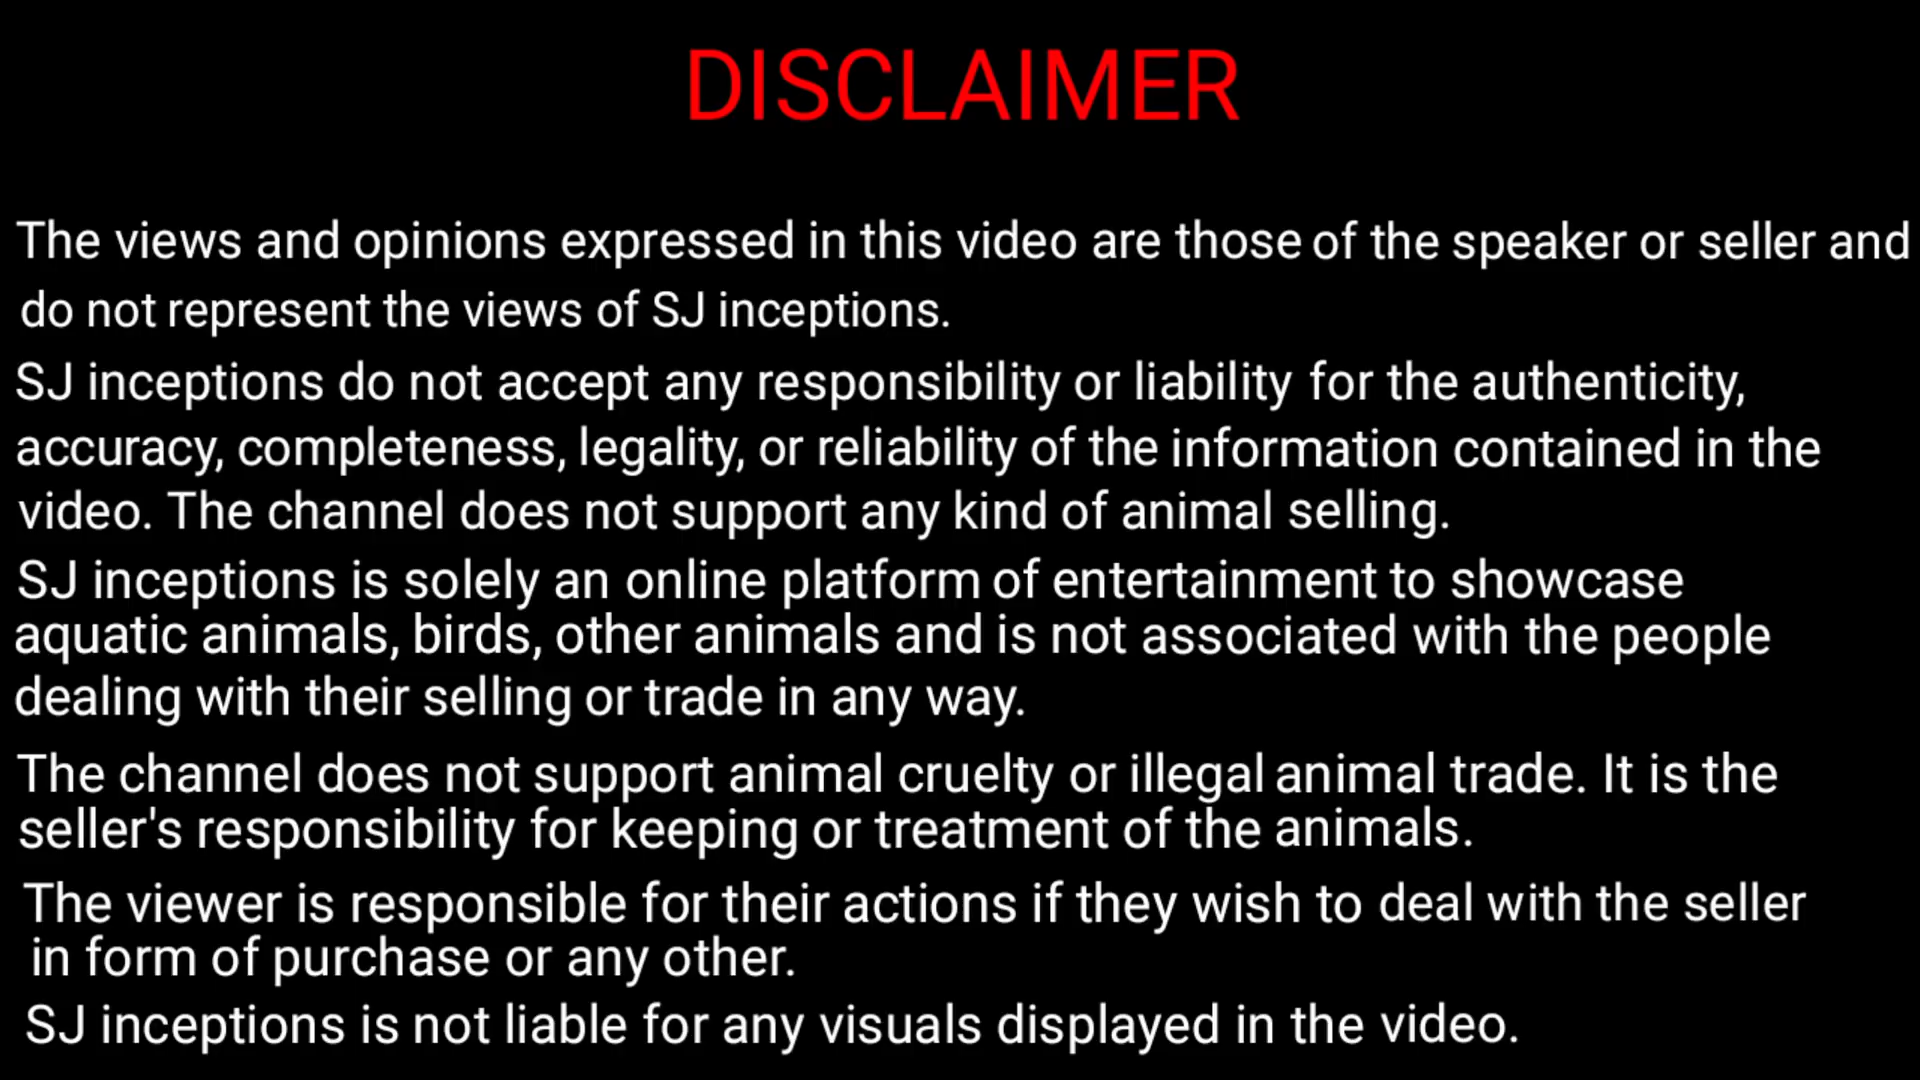 DISCLAIMER
The views and opinions expressed in this video are those of the speaker or seller and
do not represent the views of SJ inceptions.
SJ inceptions do not accept any responsibility or liability for the authenticity,
accuracy, completeness, legality, or reliability of the information contained in the
video. The channel does not support any kind of animal selling.
SJ inceptions is solely an online platform of entertainment to showcase
aquatic animals, birds, other animals and is not associated with the people
dealing with their selling or trade in any way.
The channel does not support animal cruelty or illegal animal trade. It is the
seller's responsibility for keeping or treatment of the animals.
The viewer is responsible for their actions if they wish to deal with the seller
in form of purchase or any other.
SJ inceptions is not liable for any visuals displayed in the video.